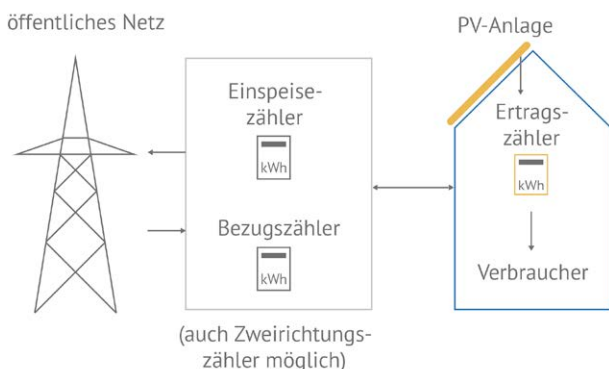 öffentliches Netz
PV-Anlage
Einspeise-
zähler
kWh
Bezugszähler
kWh
(auch Zweirichtungs-
zähler möglich)
Ertrags-
zähler
kWh
Verbraucher